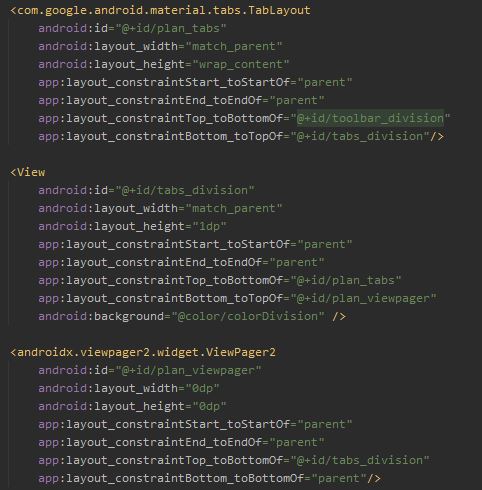 <com.google.android.material.tabs.TabLayout
android:id="@+id/plan_tabs"
android:layout_width="match_parent"
android:layout_height="wrap_content"
app:layout_constraintStart_toStartOf="parent"
app:layout_constraintEnd_toEndOf="parent"
app:layout_constraintTop_toBottomOf="@+id/toolbar_division"
app:layout_constraintBottom_toTopOf="@+id/tabs_division"/>
<View
android:id="@+id/tabs_division"
android:layout_width="match_parent"
android:layout_height="1dp"
app:layout_constraintStart_toStartOf="parent"
app:layout_constraintEnd_toEndOf="parent"
app:layout_constraintTop_toBottomOf="@+id/plan_tabs"
app:layout_constraintBottom_toTopOf="@+id/plan_viewpager"
android:background="@color/colorDivision" />
<androidx.viewpager2.widget.ViewPager2
android:id="@+id/plan_viewpager"
android:layout_width="0dp"
android:layout_height="0dp"
app:layout_constraintStart_toStartOf="parent"
app:layout_constraintEnd_toEndOf="parent"
app:layout_constraintTop_toBottomOf="@+id/tabs_division"
app:layout_constraintBottom_toBottomOf="parent"/>